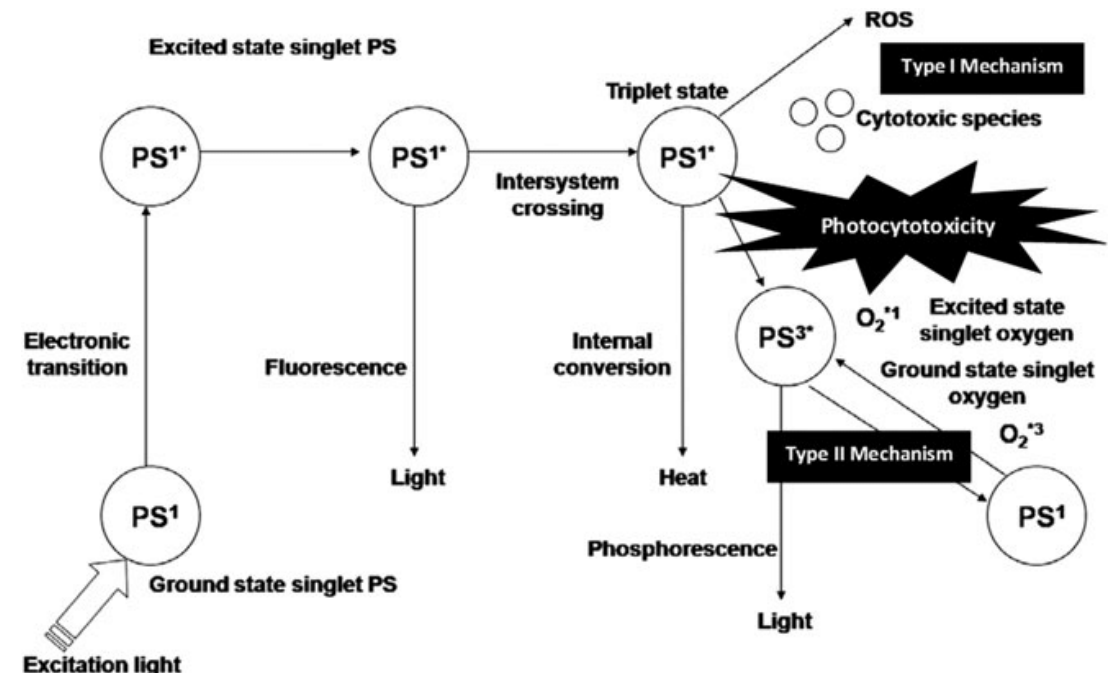 ROS
Excited state singlet PS
Type I Mechanism
Triplet state
Cytotoxic species
PS¹*
PS¹*
PS¹*
Intersystem
crossing
Photocytotoxicity
O₂*¹
Excited state
singlet oxygen
Electronic
transition
Fluorescence
Internal
conversion
PS³*
Ground state singlet
oxygen
O₂*³
Type II Mechanism
Light
Heat
PS¹
PS¹
Phosphorescence
Ground state singlet PS
Light
Excitation light